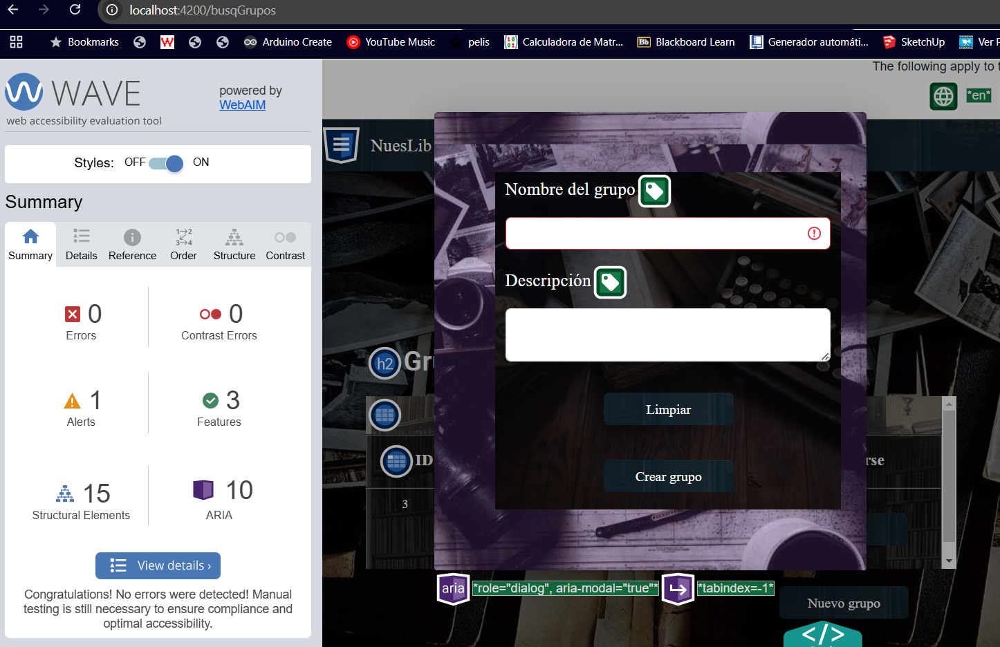 localhost:4200/busqGrupos
Bookmarks
Arduino Create
YouTube Music
pelis
Calculadora de Matr...
Blackboard Learn
Generador automáti...
SketchUp
Ver P
WAVE
web accessibility evaluation tool
powered by
WebAIM
Styles: OFF ON
Summary
Summary
Details
Reference
Order
Structure
Contrast
0
Errors
0
Contrast Errors
1
Alerts
3
Features
15
Structural Elements
10
ARIA
View details ›
Congratulations! No errors were detected! Manual
testing is still necessary to ensure compliance and
optimal accessibility.
The following apply to t
*en*
NuesLib
Nombre del grupo
Descripción
Limpiar
Crear grupo
h2 Gru
ID
rse
3
aria *role="dialog", aria-modal="true"* *tabindex=-1*
Nuevo grupo
</>